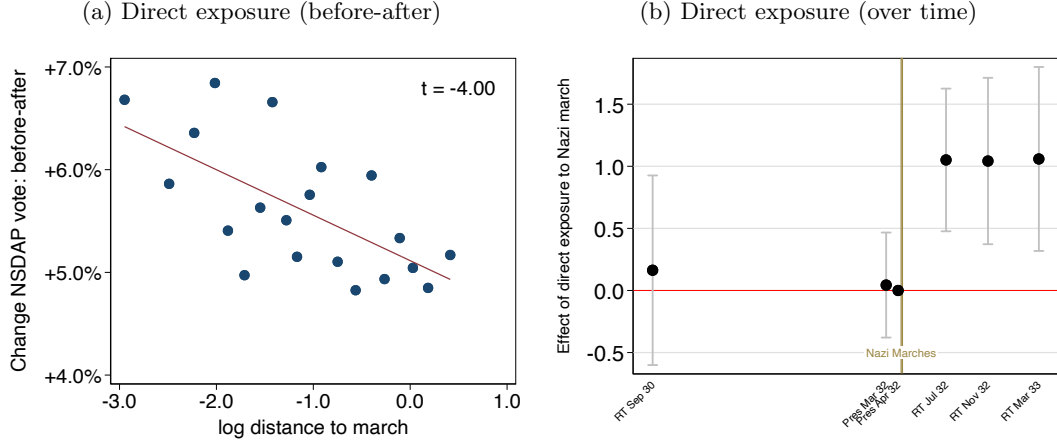 (a) Direct exposure (before-after)
+7.0%
+6.0%
+5.0%
+4.0%
Change NSDAP vote: before-after
t = -4.00
-3.0
-2.0
-1.0
0.0
1.0
log distance to march
(b) Direct exposure (over time)
1.5
1.0
0.5
0.0
-0.5
Effect of direct exposure to Nazi march
Nazi Marches
RT Sep 30
Pres Mar 32
Pres Apr 32
RT Jul 32
RT Nov 32
RT Mar 33